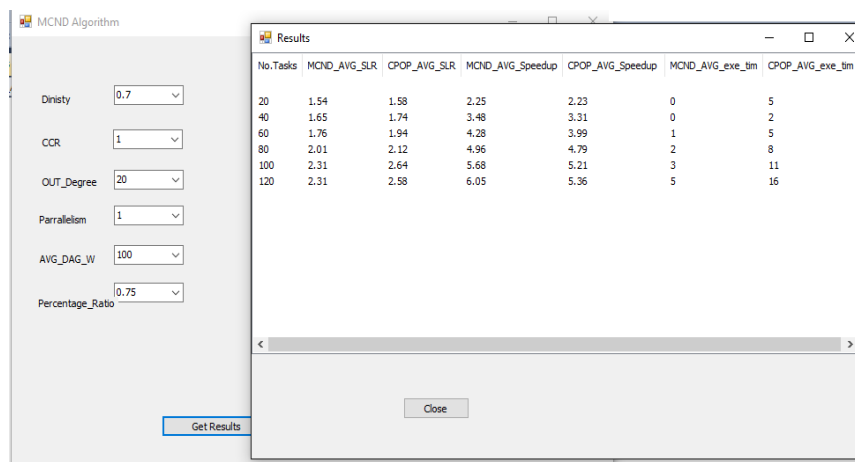 MCND Algorithm
Dinisty 0.7
CCR 1
OUT_Degree 20
Parrallelism 1
AVG_DAG_W 100
Percentage_Ratio 0.75
Get Results
Results
No.Tasks MCND_AVG_SLR CPOP_AVG_SLR MCND_AVG_Speedup CPOP_AVG_Speedup MCND_AVG_exe_tim CPOP_AVG_exe_tim
20 1.54 1.58 2.25 2.23 0 5
40 1.65 1.74 3.48 3.31 0 2
60 1.76 1.94 4.28 3.99 1 5
80 2.01 2.12 4.96 4.79 2 8
100 2.31 2.64 5.68 5.21 3 11
120 2.31 2.58 6.05 5.36 5 16
Close